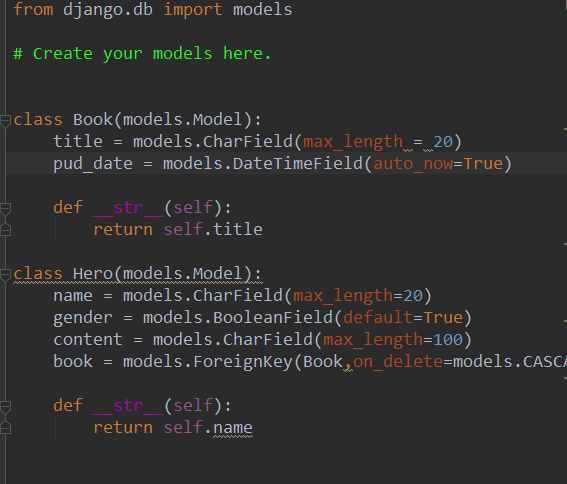 from django.db import models
# Create your models here.
class Book(models.Model):
title = models.CharField(max_length = 20)
pud_date = models.DateTimeField(auto_now=True)
def __str__(self):
return self.title
class Hero(models.Model):
name = models.CharField(max_length=20)
gender = models.BooleanField(default=True)
content = models.CharField(max_length=100)
book = models.ForeignKey(Book,on_delete=models.CASCA
def __str__(self):
return self.name